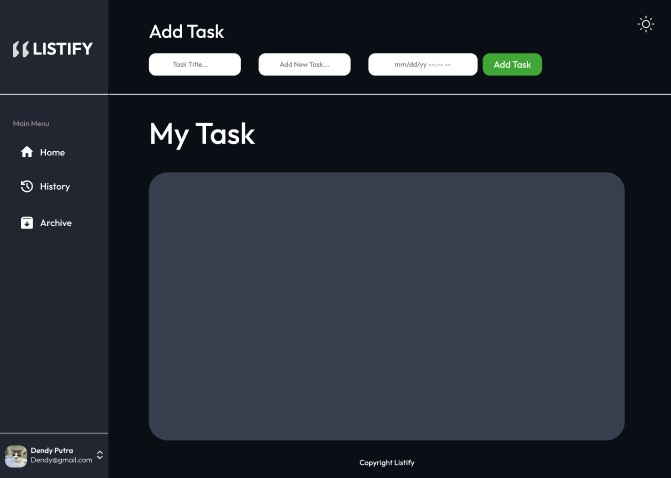 LISTIFY
Main Menu
Home
History
Archive
Dendy Putra
Dendy@gmail.com
Add Task
Task Title...
Add New Task...
mm/dd/yy --:-- --
Add Task
My Task
Copyright Listify